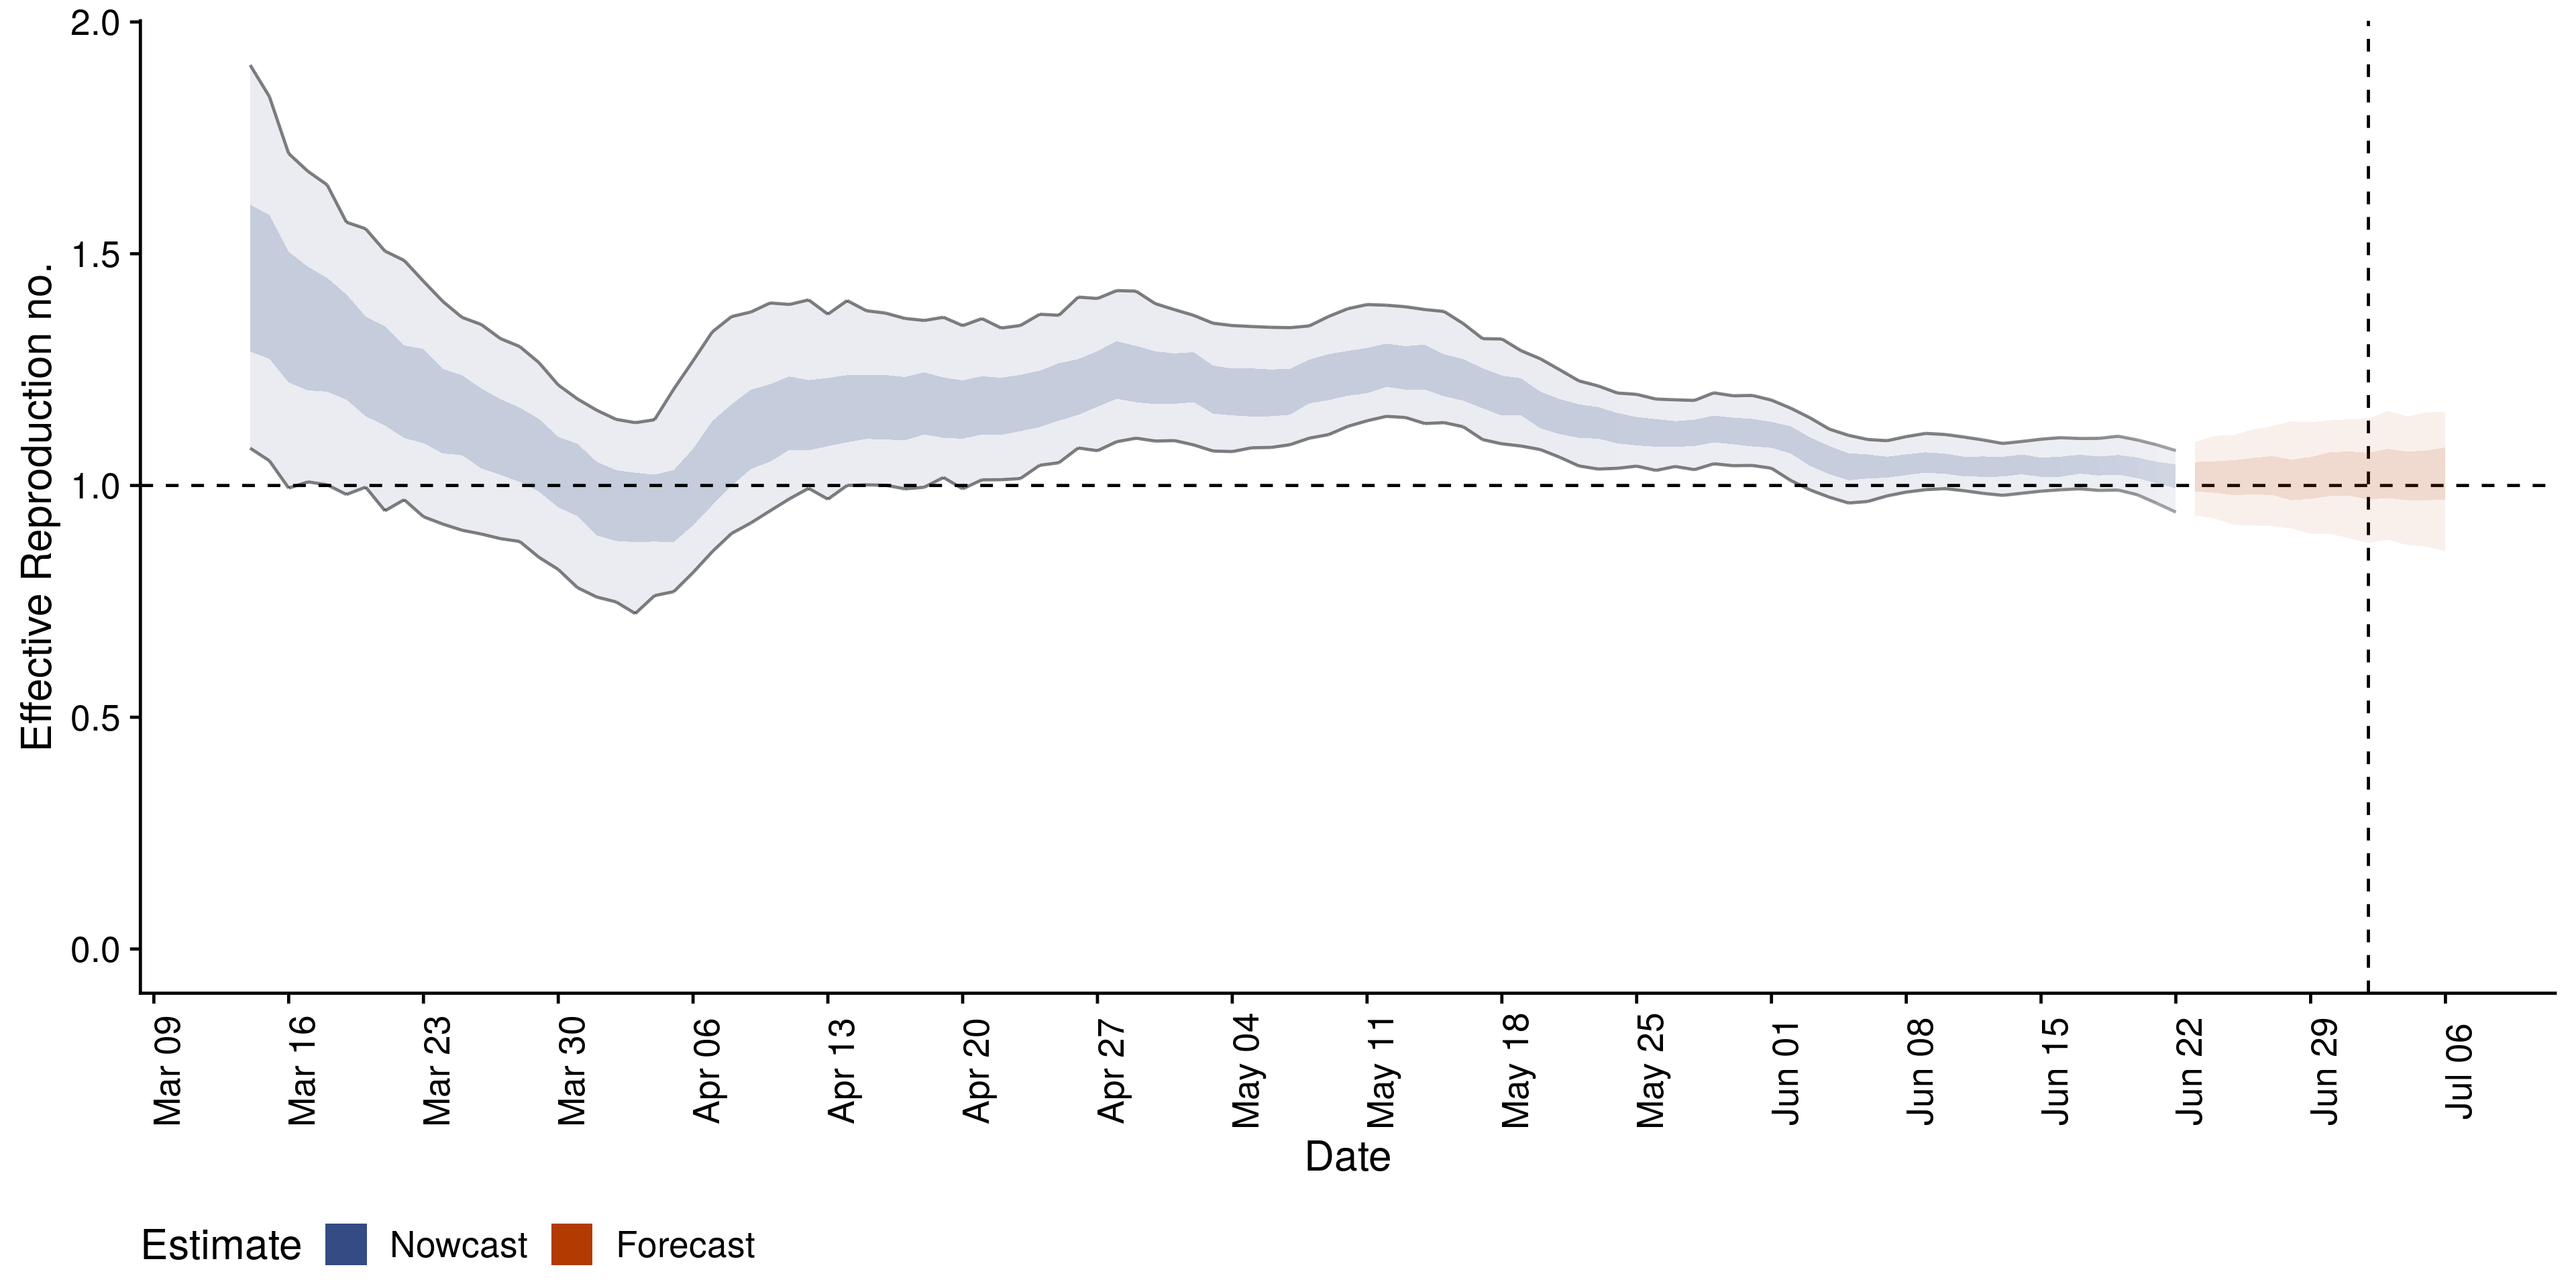 2.0
1.5
1.0
0.5
0.0
Effective Reproduction no.
Mar 09
Mar 16
Mar 23
Mar 30
Apr 06
Apr 13
Apr 20
Apr 27
May 04
May 11
May 18
May 25
Jun 01
Jun 08
Jun 15
Jun 22
Jun 29
Jul 06
Date
Estimate Nowcast Forecast